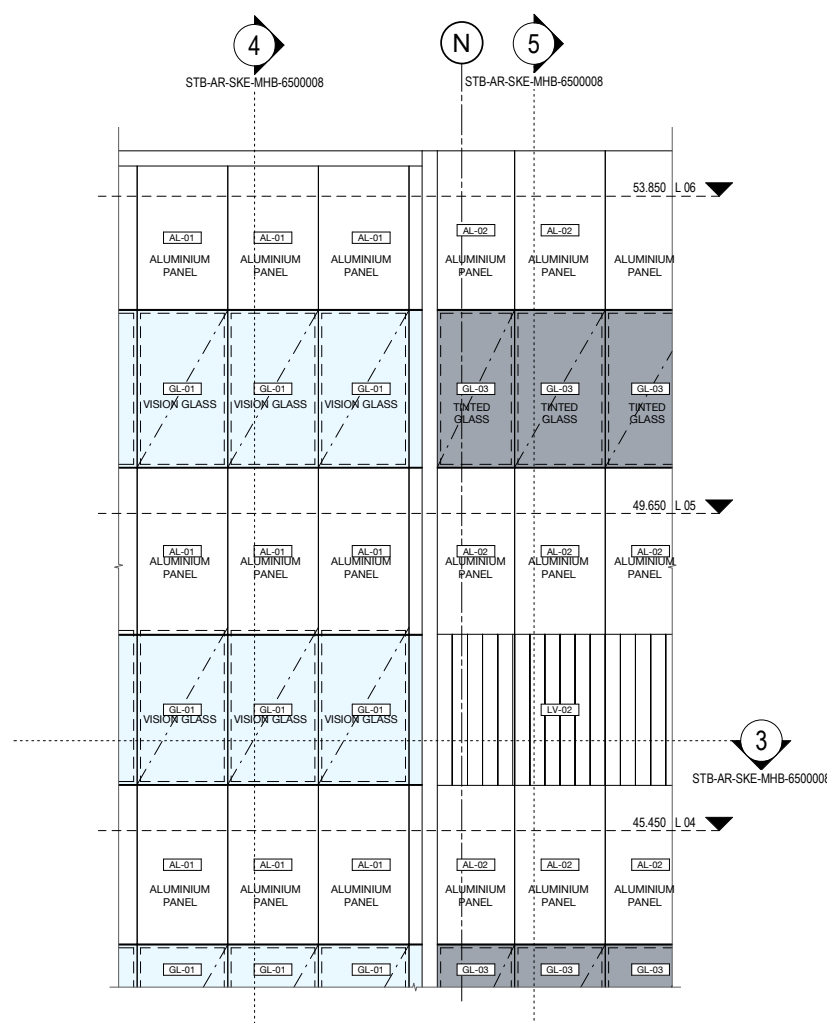 4
N
5
STB-AR-SKE-MHB-6500008
STB-AR-SKE-MHB-6500008
53.850 L 06
AL-01
AL-01
AL-01
AL-02
AL-02
ALUMINIUM
PANEL
ALUMINIUM
PANEL
ALUMINIUM
PANEL
ALUMINIUM
PANEL
ALUMINIUM
PANEL
ALUMINIUM
PANEL
GL-01
VISION GLASS
GL-01
VISION GLASS
GL-01
VISION GLASS
GL-03
TINTED
GLASS
GL-03
TINTED
GLASS
GL-03
TINTED
GLASS
49.650 L 05
AL-01
ALUMINIUM
PANEL
AL-01
ALUMINIUM
PANEL
AL-01
ALUMINIUM
PANEL
AL-02
ALUMINIUM
PANEL
AL-02
ALUMINIUM
PANEL
AL-02
ALUMINIUM
PANEL
GL-01
VISION GLASS
GL-01
VISION GLASS
GL-01
VISION GLASS
LV-02
3
STB-AR-SKE-MHB-6500008
45.450 L 04
AL-01
ALUMINIUM
PANEL
AL-01
ALUMINIUM
PANEL
AL-01
ALUMINIUM
PANEL
AL-02
ALUMINIUM
PANEL
AL-02
ALUMINIUM
PANEL
AL-02
ALUMINIUM
PANEL
GL-01
GL-01
GL-01
GL-03
GL-03
GL-03